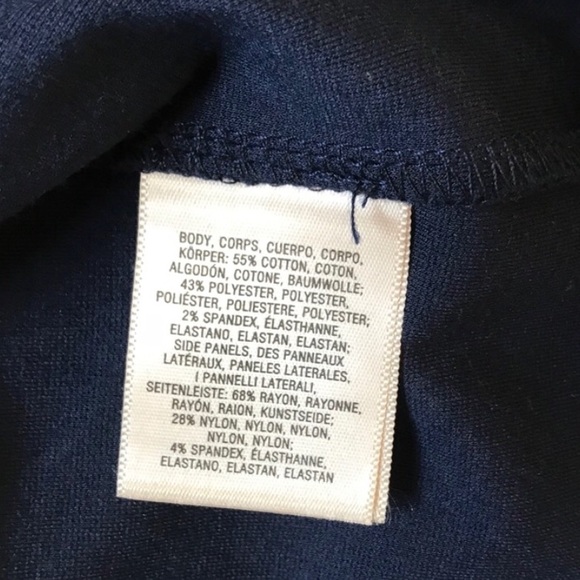 BODY, CORPS, CUERPO, CORPO,
KÖRPER: 55% COTTON, COTON,
ALGODÓN, COTONE, BAUMWOLLE;
43% POLYESTER, POLYESTER,
POLIÉSTER, POLIESTERE, POLYESTER;
2% SPANDEX, ÉLASTHANNE,
ELASTANO, ELASTAN, ELASTAN;
SIDE PANELS, DES PANNEAUX
LATÉRAUX, PANELES LATERALES,
I PANNELLI LATERALI,
SEITENLEISTE: 68% RAYON, RAYONNE,
RAYÓN, RAION, KUNSTSEIDE;
28% NYLON, NYLON, NYLON,
NYLON, NYLON;
4% SPANDEX, ÉLASTHANNE,
ELASTANO, ELASTAN, ELASTAN